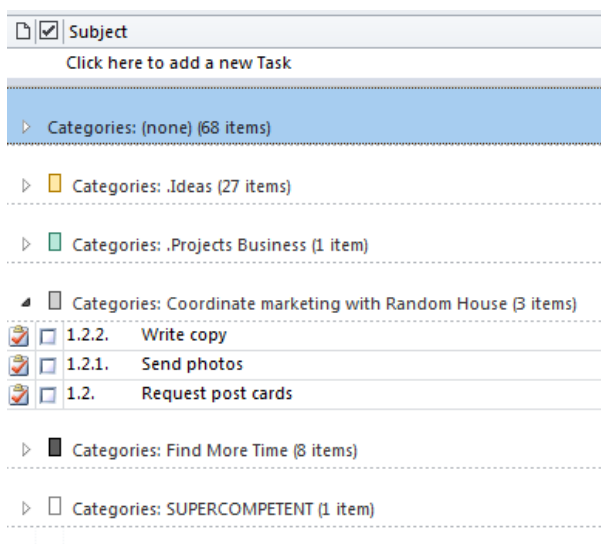 Subject
Click here to add a new Task
Categories: (none) (68 items)
Categories: .Ideas (27 items)
Categories: .Projects Business (1 item)
Categories: Coordinate marketing with Random House (3 items)
1.2.2. Write copy
1.2.1. Send photos
1.2. Request post cards
Categories: Find More Time (8 items)
Categories: SUPERCOMPETENT (1 item)